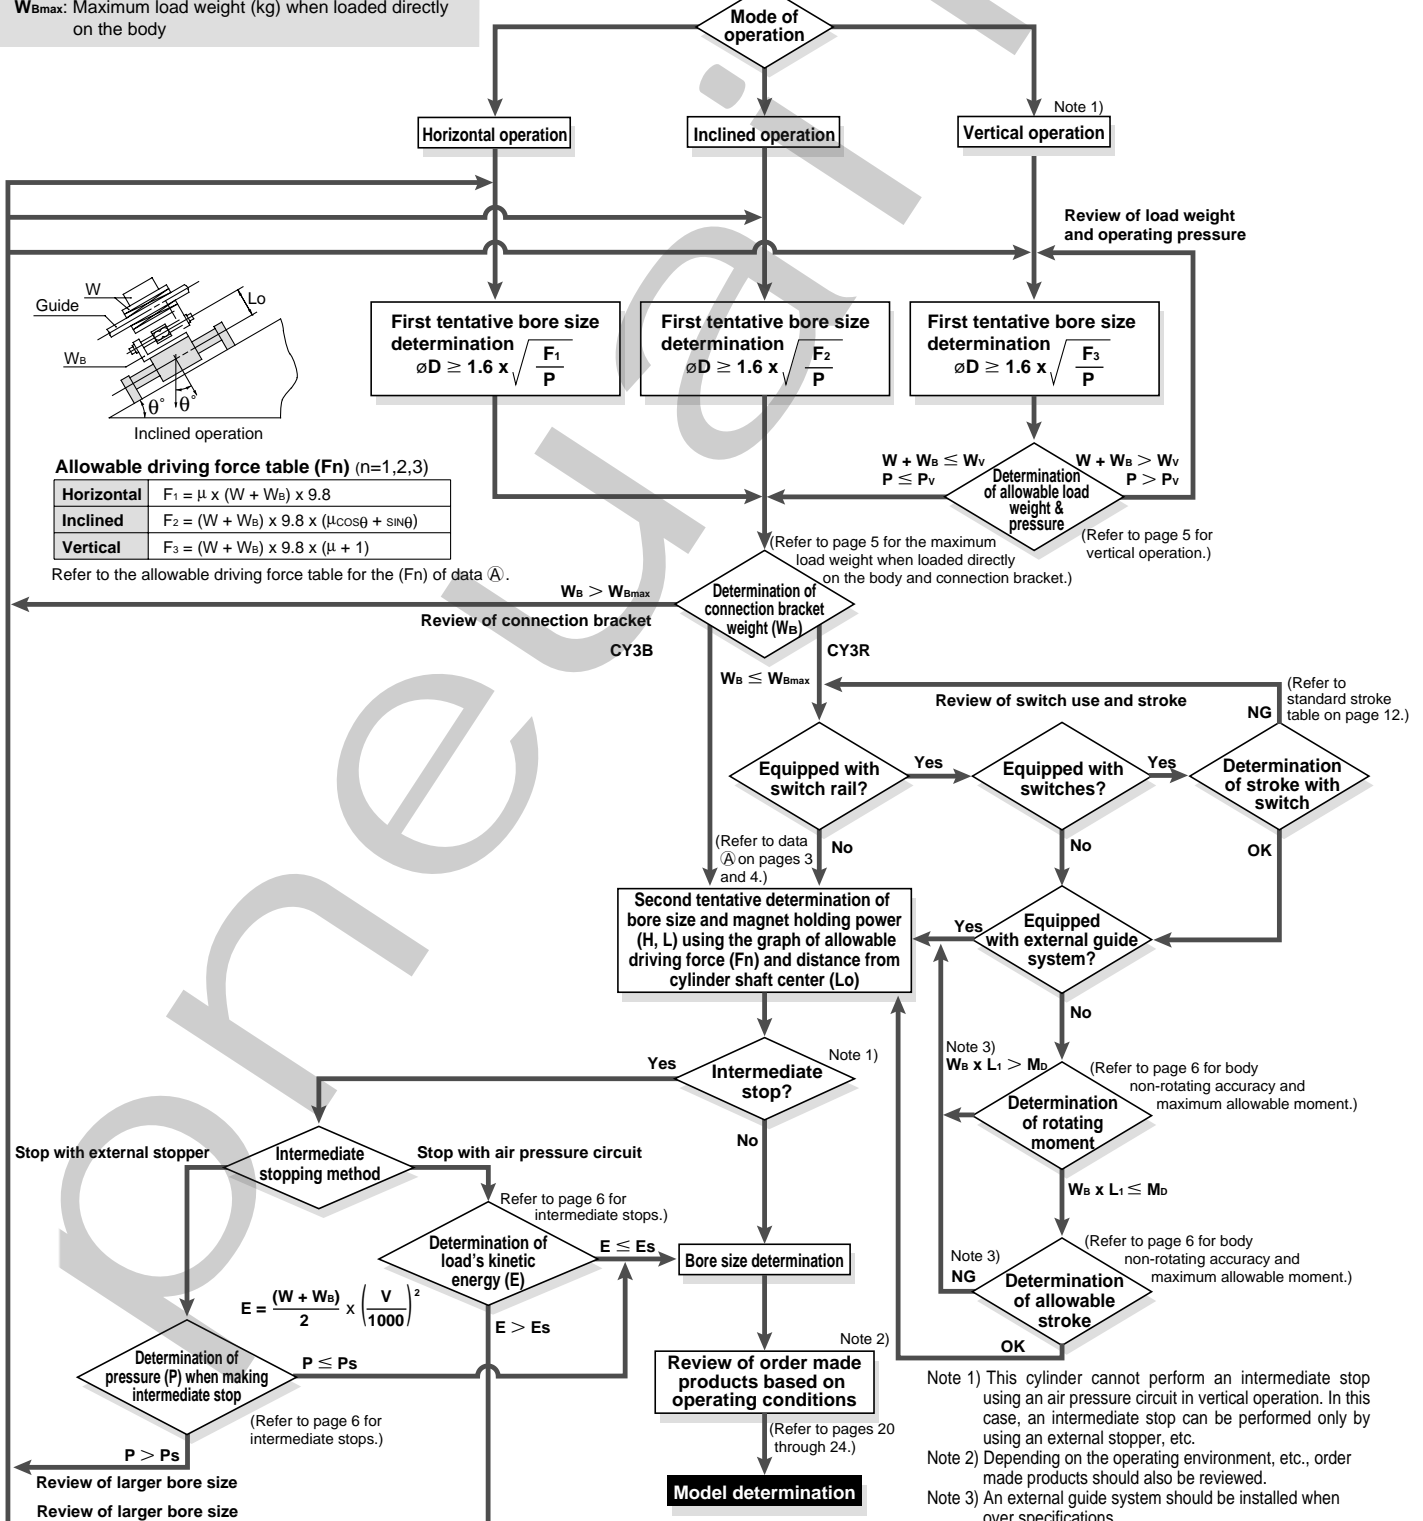 WBmax: Maximum load weight (kg) when loaded directly
on the body
Mode of
operation
Note 1)
Horizontal operation
Inclined operation
Vertical operation
Review of load weight
and operating pressure
W
Guide
Lo
WB
θ°
θ°
Inclined operation
First tentative bore size
determination
øD ≥ 1.6 x √F1/P
First tentative bore size
determination
øD ≥ 1.6 x √F2/P
First tentative bore size
determination
øD ≥ 1.6 x √F3/P
Allowable driving force table (Fn) (n=1,2,3)
Horizontal F1 = μ x (W + WB) x 9.8
Inclined F2 = (W + WB) x 9.8 x (μCOSθ + SINθ)
Vertical F3 = (W + WB) x 9.8 x (μ + 1)
Refer to the allowable driving force table for the (Fn) of data Ⓐ.
W + WB ≤ WV
P ≤ PV
W + WB > WV
P > PV
Determination
of allowable load
weight &
pressure
(Refer to page 5 for
vertical operation.)
(Refer to page 5 for the maximum
load weight when loaded directly
on the body and connection bracket.)
WB > WBmax
Review of connection bracket
Determination of
connection bracket
weight (WB)
CY3B
CY3R
WB ≤ WBmax
Review of switch use and stroke
(Refer to
standard stroke
table on page 12.)
NG
Equipped with
switch rail?
Yes
Equipped with
switches?
Yes
Determination
of stroke with
switch
(Refer to data
Ⓐ on pages 3
and 4.)
No
No
OK
Second tentative determination of
bore size and magnet holding power
(H, L) using the graph of allowable
driving force (Fn) and distance from
cylinder shaft center (Lo)
Yes
Equipped
with external guide
system?
No
Note 3)
WB x L1 > MD
(Refer to page 6 for body
non-rotating accuracy and
maximum allowable moment.)
Determination
of rotating
moment
WB x L1 ≤ MD
Note 3)
NG
(Refer to page 6 for body
non-rotating accuracy and
maximum allowable moment.)
Determination
of allowable
stroke
OK
Yes
Intermediate
stop?
Note 1)
No
Stop with external stopper
Intermediate
stopping method
Stop with air pressure circuit
Refer to page 6 for
intermediate stops.)
Determination of
load's kinetic
energy (E)
E ≤ Es
Bore size determination
E = (W + WB)/2 x (V/1000)²
E > Es
Determination of
pressure (P) when making
intermediate stop
P ≤ Ps
(Refer to page 6 for
intermediate stops.)
P > Ps
Review of larger bore size
Review of larger bore size
Note 2)
Review of order made
products based on
operating conditions
(Refer to pages 20
through 24.)
Model determination
Note 1) This cylinder cannot perform an intermediate stop
using an air pressure circuit in vertical operation. In this
case, an intermediate stop can be performed only by
using an external stopper, etc.
Note 2) Depending on the operating environment, etc., order
made products should also be reviewed.
Note 3) An external guide system should be installed when
over specifications.